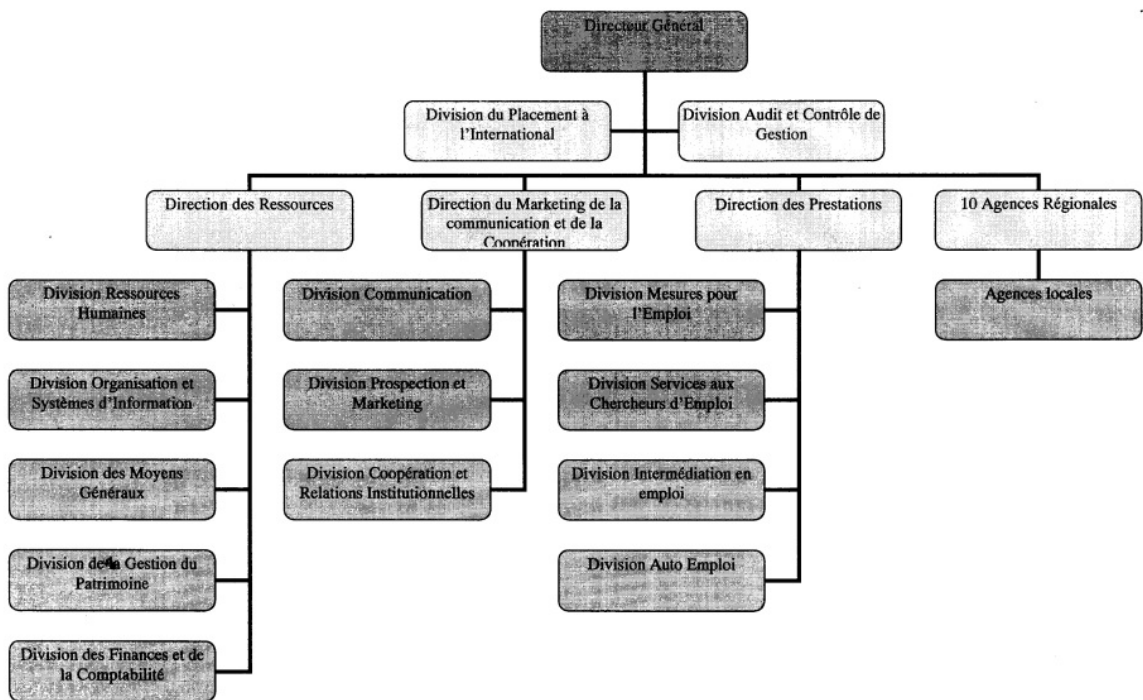 Directeur Général
Division du Placement à
l'International
Division Audit et Contrôle de
Gestion
Direction des Ressources
Direction du Marketing de la
communication et de la
Coopération
Direction des Prestations
10 Agences Régionales
Division Ressources
Humaines
Division Organisation et
Systèmes d'Information
Division des Moyens
Généraux
Division de la Gestion du
Patrimoine
Division des Finances et de
la Comptabilité
Division Communication
Division Prospection et
Marketing
Division Coopération et
Relations Institutionnelles
Division Mesures pour
l'Emploi
Division Services aux
Chercheurs d'Emploi
Division Intermédiation en
emploi
Division Auto Emploi
Agences locales